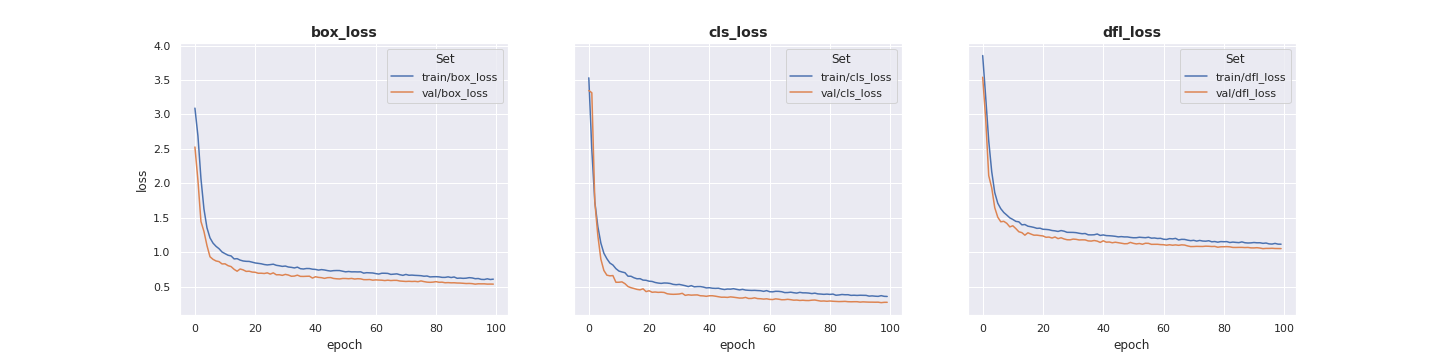 box_loss
cls_loss
dfl_loss
4.0
3.5
3.0
2.5
2.0
1.5
1.0
0.5
loss
Set
train/box_loss
val/box_loss
Set
train/cls_loss
val/cls_loss
Set
train/dfl_loss
val/dfl_loss
0 20 40 60 80 100
0 20 40 60 80 100
0 20 40 60 80 100
epoch
epoch
epoch